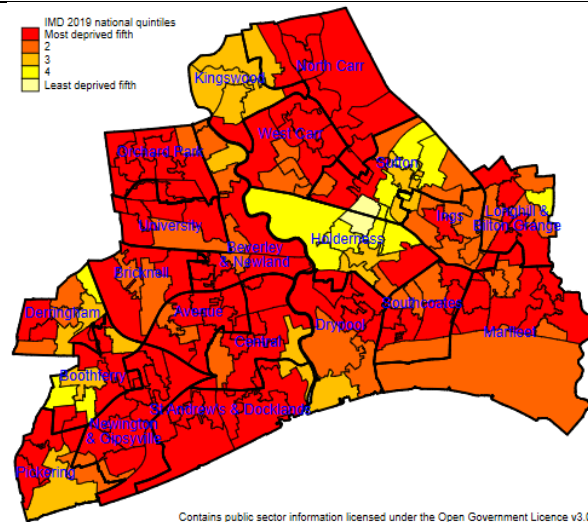 IMD 2019 national quintiles
Most deprived fifth
2
3
4
Least deprived fifth
Kingswood
North Carr
West Carr
Orchard Park
Sutton
University
Ings
Longhill &
Bilton Grange
Holderness
Beverley
& Newland
Bricknell
Derringham
Avenue
Southcoates
Drypool
Marfleet
Central
Boothferry
St Andrew's & Docklands
Newington
& Gipsyville
Pickering
Contains public sector information licensed under the Open Government Licence v3.0